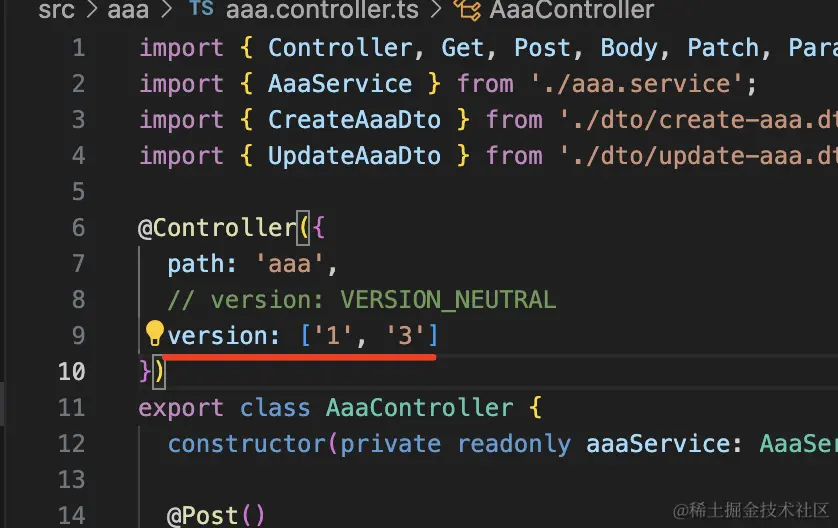 src > aaa > TS aaa.controller.ts > AaaController
1 import { Controller, Get, Post, Body, Patch, Para
2 import { AaaService } from './aaa.service';
3 import { CreateAaaDto } from './dto/create-aaa.dt
4 import { UpdateAaaDto } from './dto/update-aaa.dt
5
6 @Controller({
7 path: 'aaa',
8 // version: VERSION_NEUTRAL
9 version: ['1', '3']
10 })
11 export class AaaController {
12 constructor(private readonly aaaService: AaaSer
13
14 @Post()
@稀土掘金技术社区